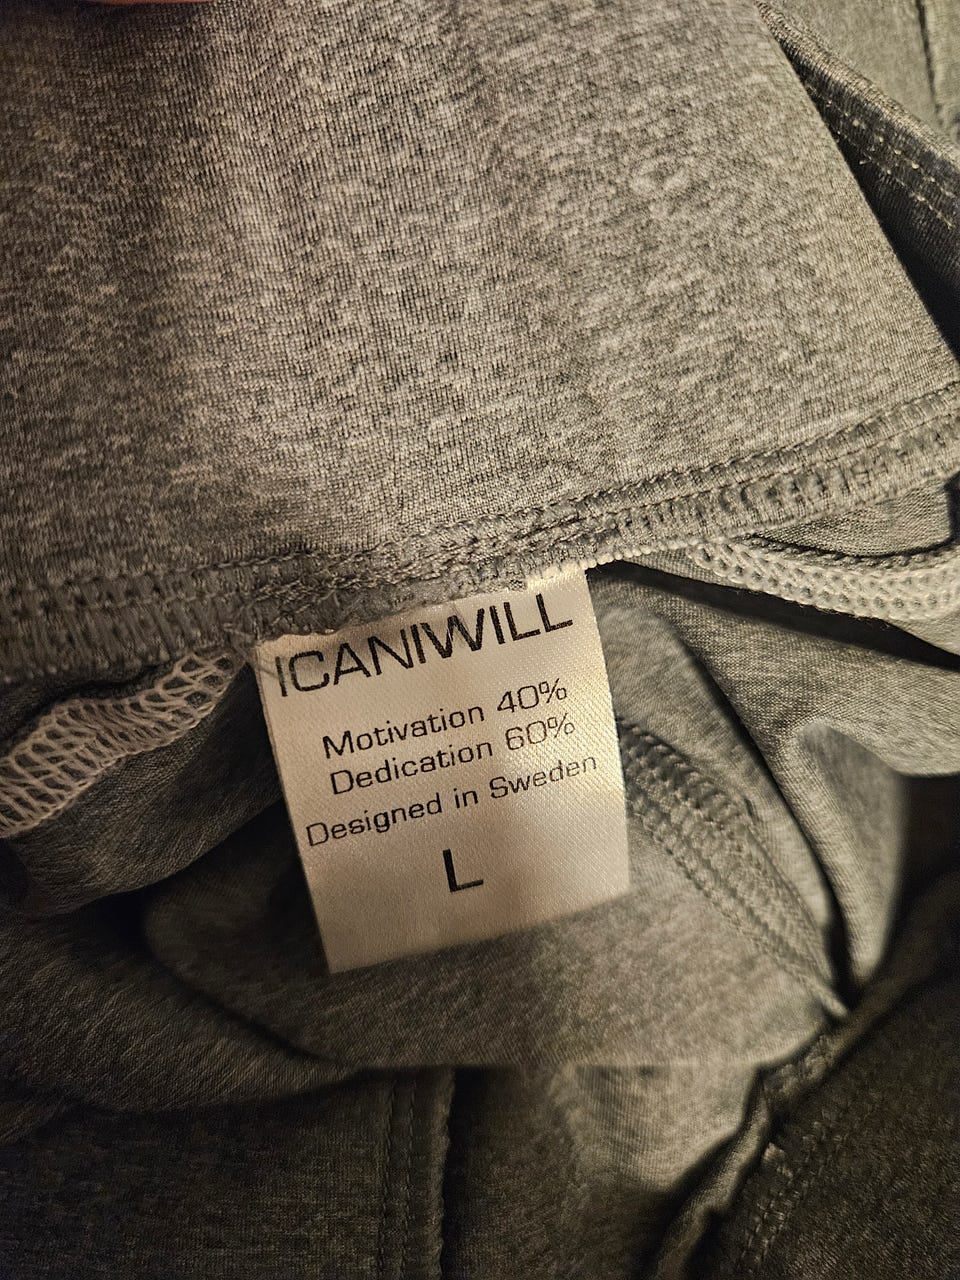 ICANIWILL
Motivation 40%
Dedication 60%
Designed in Sweden
L